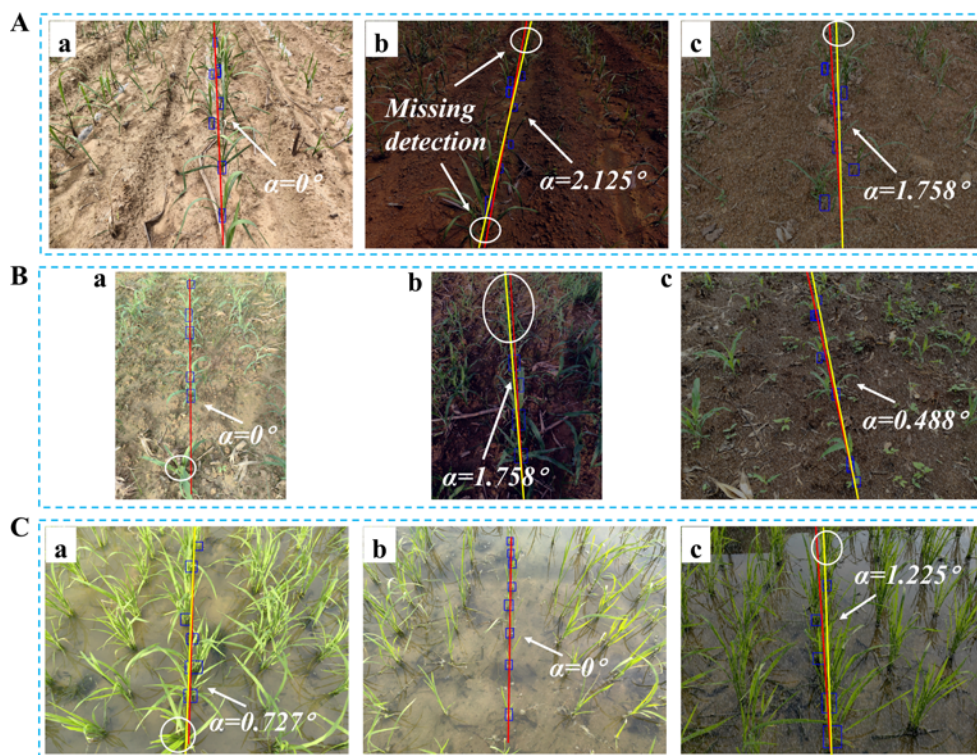 A
a
α=0°
b
Missing
detection
α=2.125°
c
α=1.758°
B
a
α=0°
b
α=1.758°
c
α=0.488°
C
a
α=0.727°
b
α=0°
c
α=1.225°